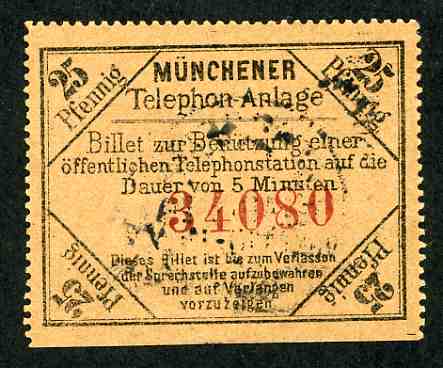 25
Pfennig
25
Pfennig
MÜNCHENER
Telephon-Anlage
Billet zur Benutzung einer
öffentlichen Telephonstation auf die
Dauer von 5 Minuten
34080
Dieses Billet ist bis zum Verlassen
der Sprechstelle aufzubewahren
und auf Verlangen
vorzuzeigen
Pfennig
25
Pfennig
25